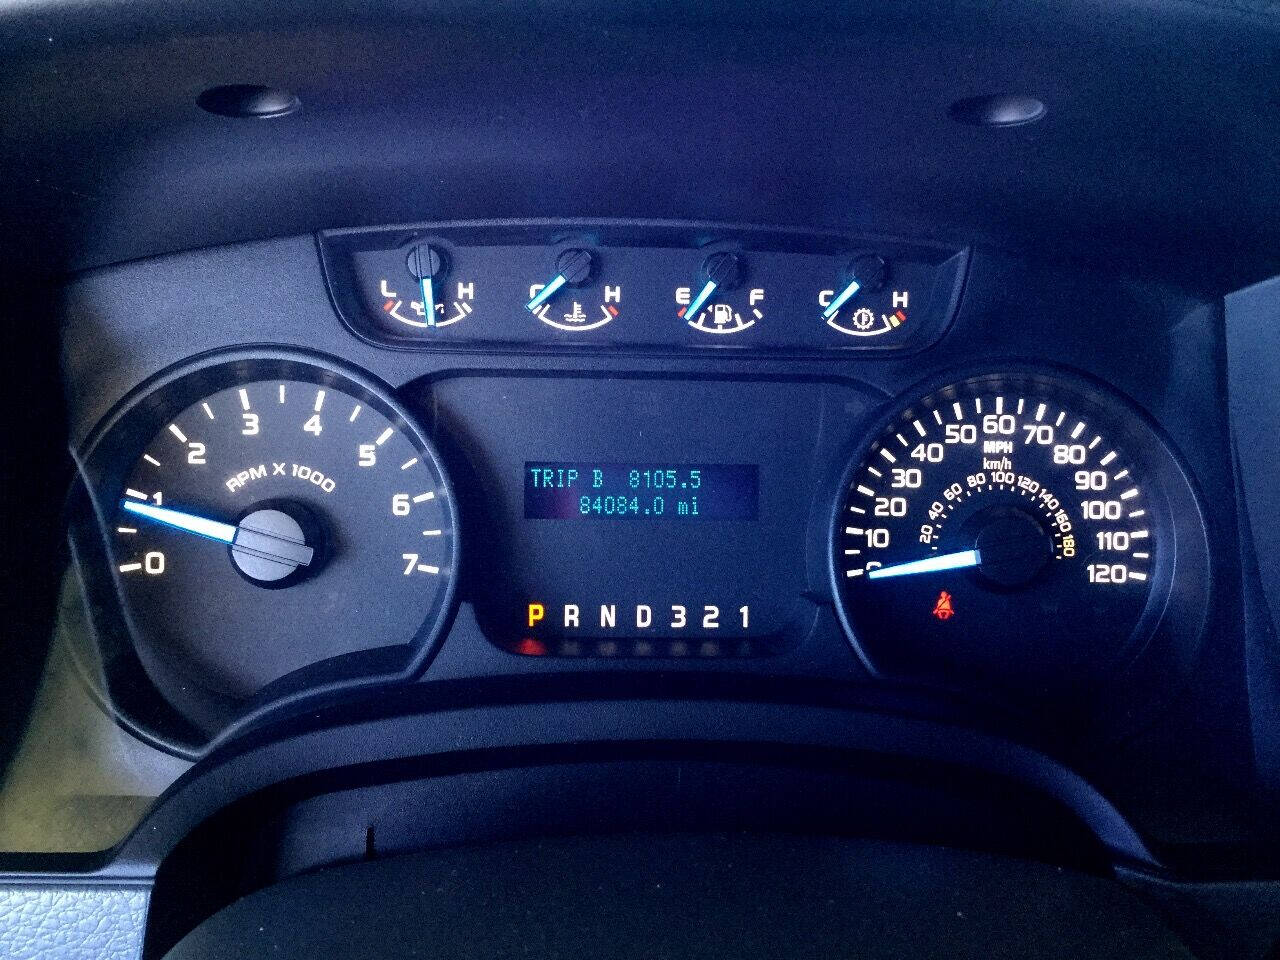 L H
C H
E F
C H
0 1 2 3 4 5 6 7
RPM X 1000
TRIP B 8105.5
84084.0 mi
P R N D 3 2 1
0 10 20 30 40 50 60 70 80 90 100 110 120
MPH
km/h
20 40 60 80 100 120 140 160 180